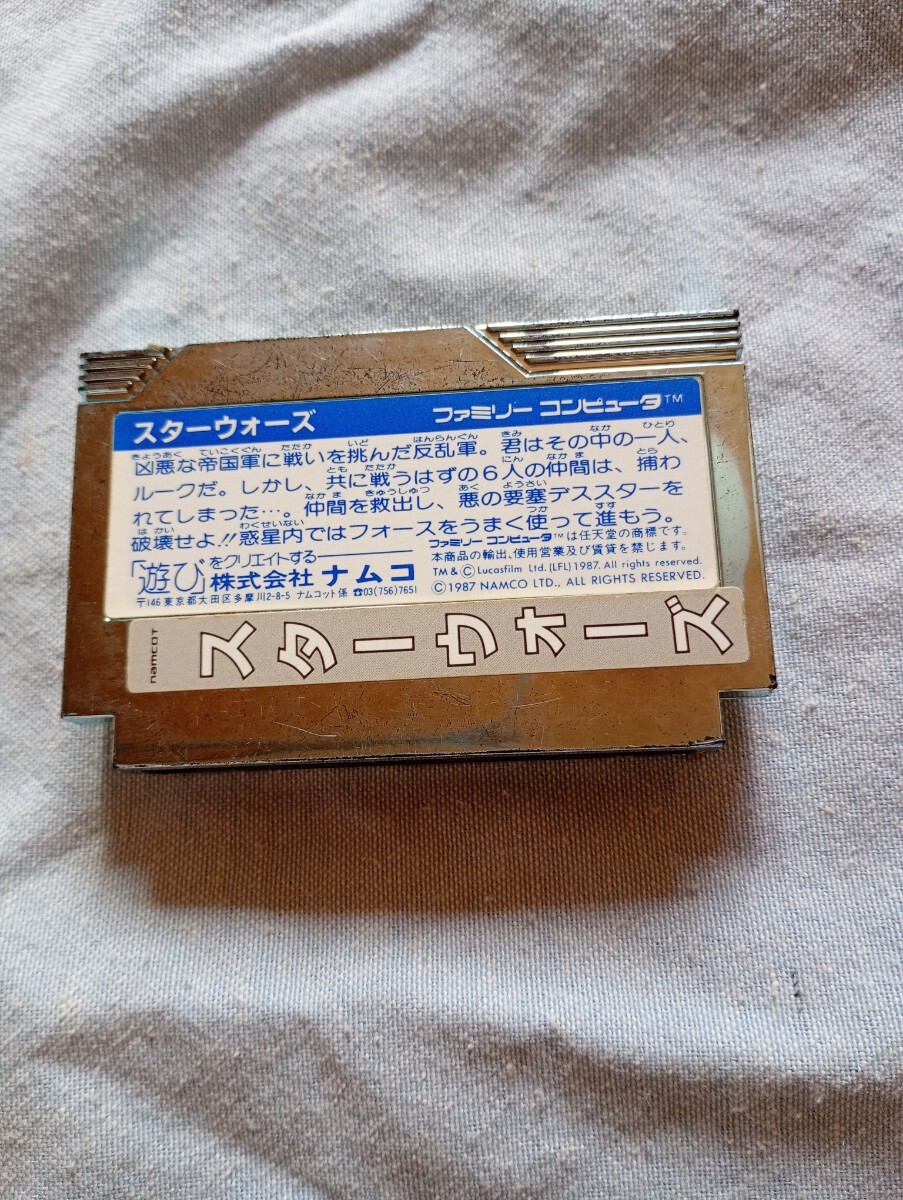 スターウォーズ ファミリー コンピュータ™
凶悪な帝国軍に戦いを挑んだ反乱軍。君はその中の一人、
ルークだ。しかし、共に戦うはずの6人の仲間は、捕わ
れてしまった…。仲間を救出し、悪の要塞デススターを
破壊せよ!!惑星内ではフォースをうまく使って進もう。
ファミリー コンピュータ™は任天堂の商標です。
本商品の輸出、使用営業及び賃貸を禁じます。
「遊び」をクリエイトする
株式会社 ナムコ
〒146 東京都大田区多摩川2-8-5 ナムコット係 ☎03(756)7651
TM & © Lucasfilm Ltd. (LFL) 1987. All rights reserved.
© 1987 NAMCO LTD., ALL RIGHTS RESERVED.
namcot
スターウォーズ